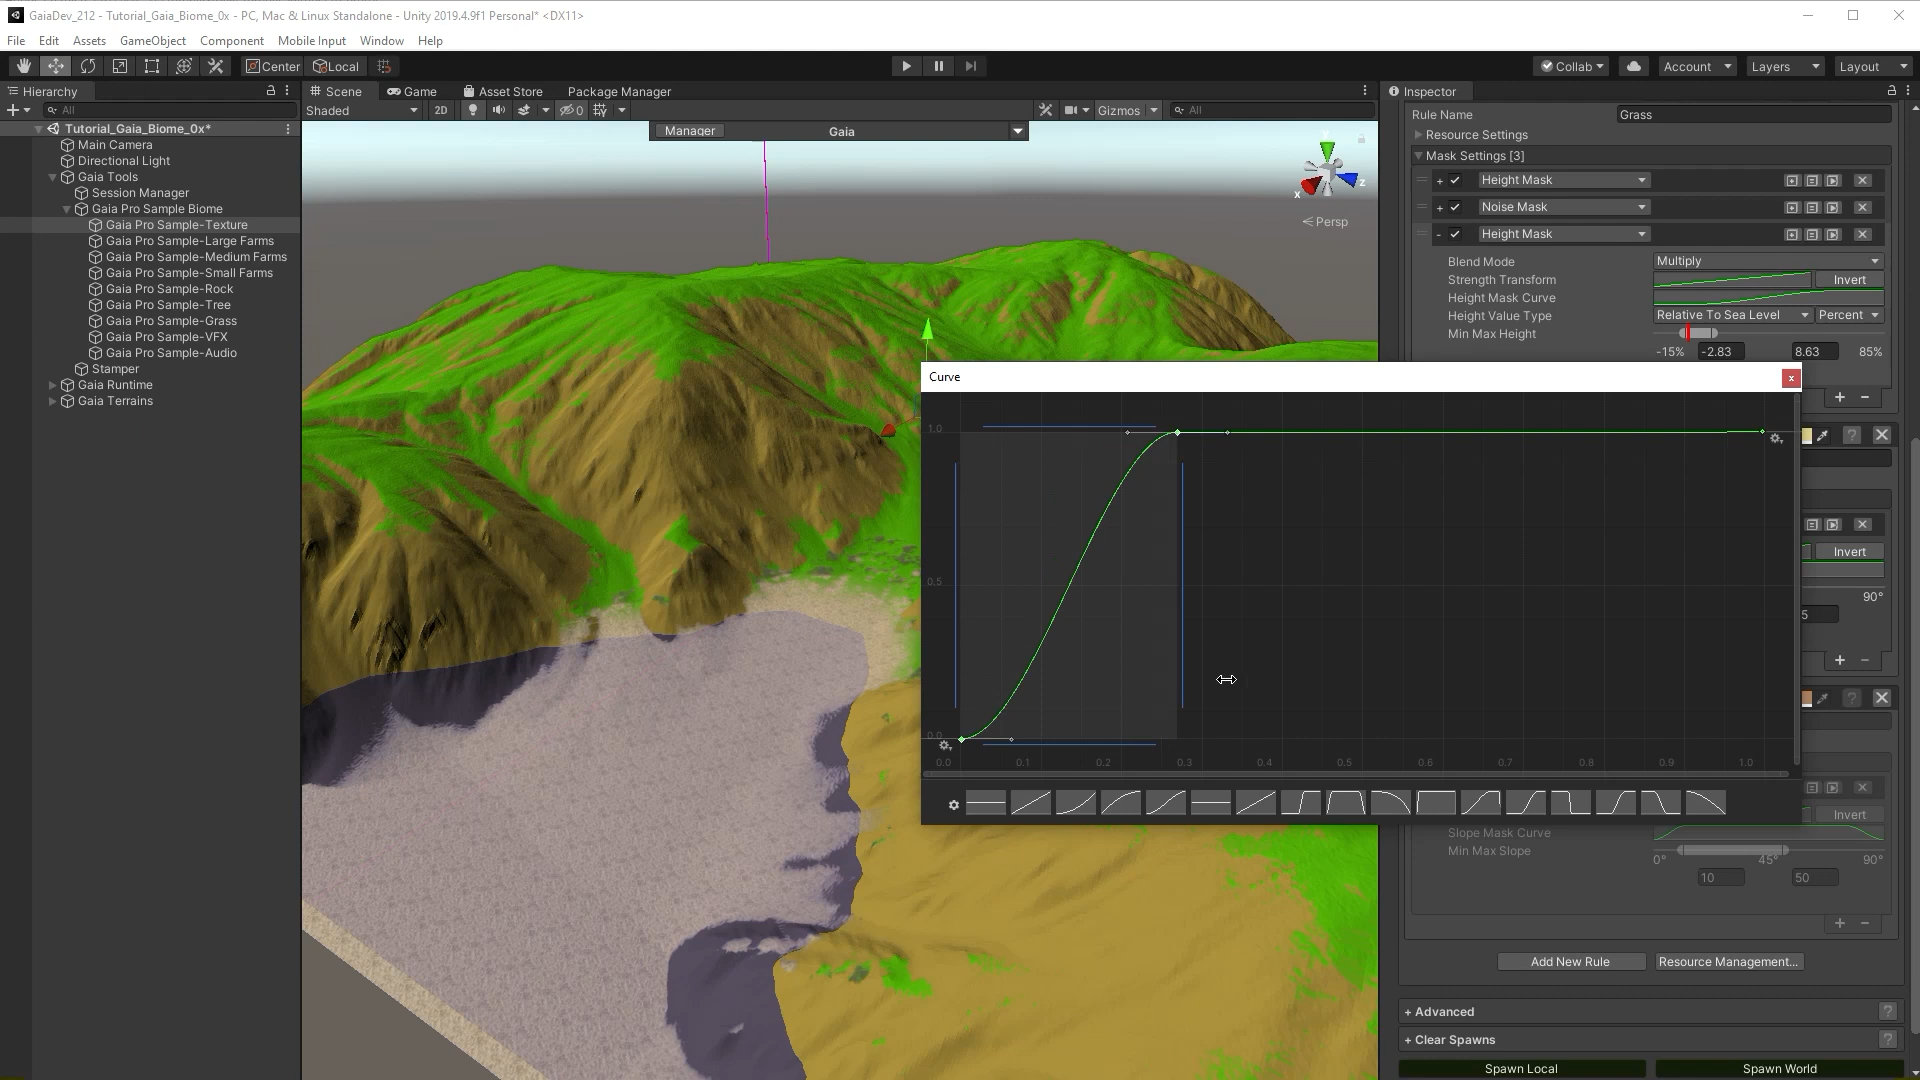 GaiaDev_212 - Tutorial_Gaia_Biome_0x - PC, Mac & Linux Standalone - Unity 2019.4.9f1 Personal* <DX11>
File Edit Assets GameObject Component Mobile Input Window Help
Center Local Collab Account Layers Layout
Hierarchy
All
Tutorial_Gaia_Biome_0x*
Main Camera
Directional Light
Gaia Tools
Session Manager
Gaia Pro Sample Biome
Gaia Pro Sample-Texture
Gaia Pro Sample-Large Farms
Gaia Pro Sample-Medium Farms
Gaia Pro Sample-Small Farms
Gaia Pro Sample-Rock
Gaia Pro Sample-Tree
Gaia Pro Sample-Grass
Gaia Pro Sample-VFX
Gaia Pro Sample-Audio
Stamper
Gaia Runtime
Gaia Terrains
Scene Game Asset Store Package Manager
Shaded 2D 0 Gizmos All
Manager Gaia
y
x z
Persp
Inspector
Rule Name Grass
Resource Settings
Mask Settings [3]
+ Height Mask
+ Noise Mask
- Height Mask
Blend Mode Multiply
Strength Transform Invert
Height Mask Curve
Height Value Type Relative To Sea Level Percent
Min Max Height
-15% -2.83 8.63 85%
+ -
Curve x
1.0
0.5
0.0
0.0 0.1 0.2 0.3 0.4 0.5 0.6 0.7 0.8 0.9 1.0
?
Invert
90°
5
+ -
?
Invert
Slope Mask Curve
Min Max Slope
0° 45° 90°
10 50
+ -
Add New Rule Resource Management...
+ Advanced ?
+ Clear Spawns ?
Spawn Local Spawn World